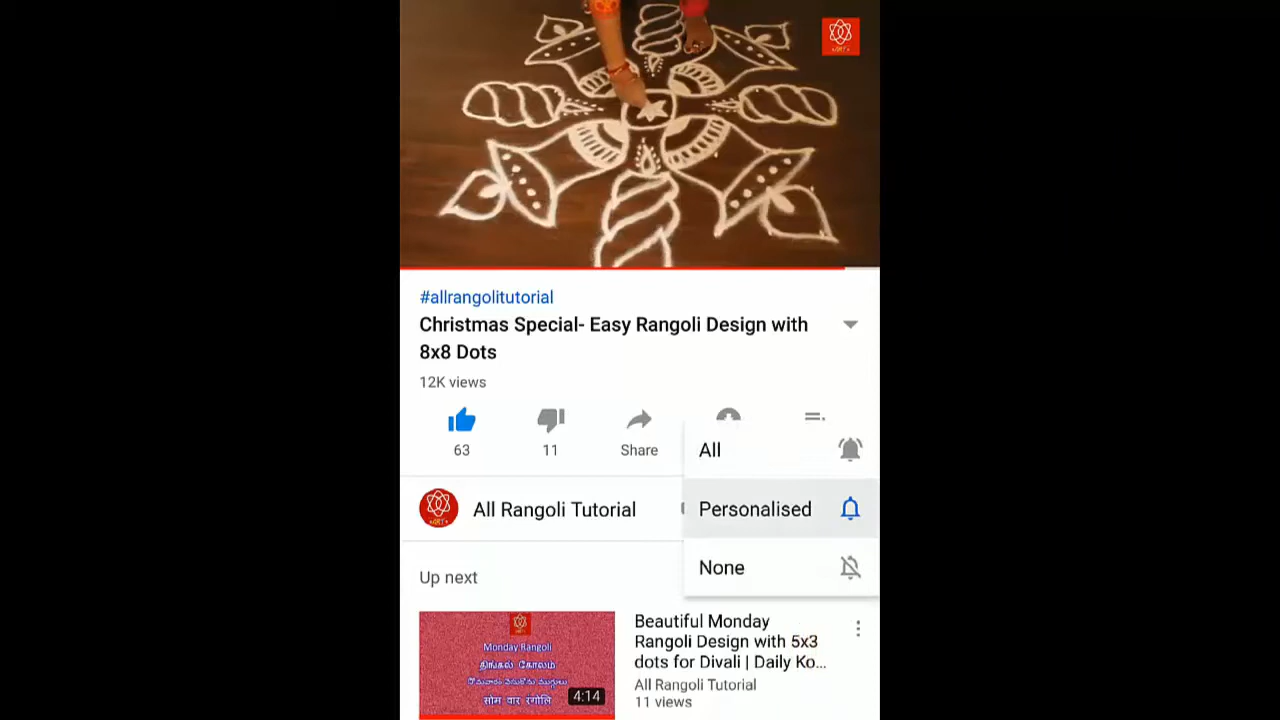 #allrangolitutorial
Christmas Special- Easy Rangoli Design with
8x8 Dots
12K views
63
11
Share
All
Personalised
None
All Rangoli Tutorial
Up next
Monday Rangoli
திங்கல் கோலம்
सोम वार रंगोलि
4:14
Beautiful Monday
Rangoli Design with 5x3
dots for Divali | Daily Ko...
All Rangoli Tutorial
11 views